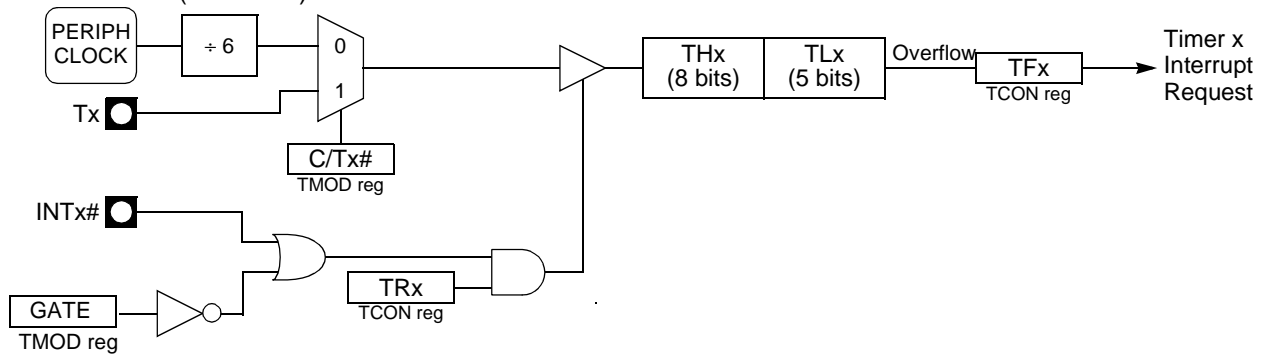 PERIPH
CLOCK
÷ 6
0
1
Tx
C/Tx#
TMOD reg
THx
(8 bits)
TLx
(5 bits)
Overflow
TFx
TCON reg
Timer x
Interrupt
Request
INTx#
GATE
TMOD reg
TRx
TCON reg